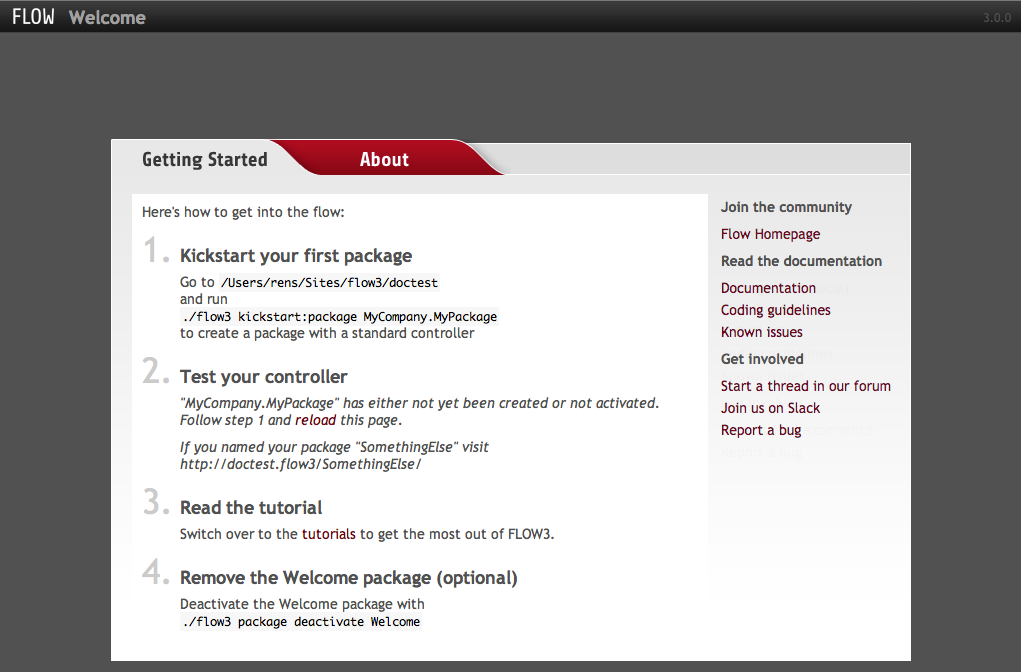 FLOW Welcome 3.0.0
Getting Started About
Here's how to get into the flow:
1. Kickstart your first package
Go to /Users/rens/Sites/flow3/doctest
and run
./flow3 kickstart:package MyCompany.MyPackage
to create a package with a standard controller
2. Test your controller
"MyCompany.MyPackage" has either not yet been created or not activated.
Follow step 1 and reload this page.
If you named your package "SomethingElse" visit
http://doctest.flow3/SomethingElse/
3. Read the tutorial
Switch over to the tutorials to get the most out of FLOW3.
4. Remove the Welcome package (optional)
Deactivate the Welcome package with
./flow3 package deactivate Welcome
Join the community
Flow Homepage
Read the documentation
Documentation
Coding guidelines
Known issues
Get involved
Start a thread in our forum
Join us on Slack
Report a bug